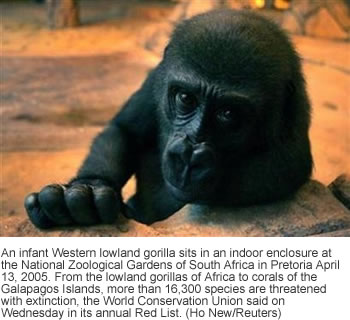 An infant Western lowland gorilla sits in an indoor enclosure at
the National Zoological Gardens of South Africa in Pretoria April
13, 2005. From the lowland gorillas of Africa to corals of the
Galapagos Islands, more than 16,300 species are threatened
with extinction, the World Conservation Union said on
Wednesday in its annual Red List. (Ho New/Reuters)